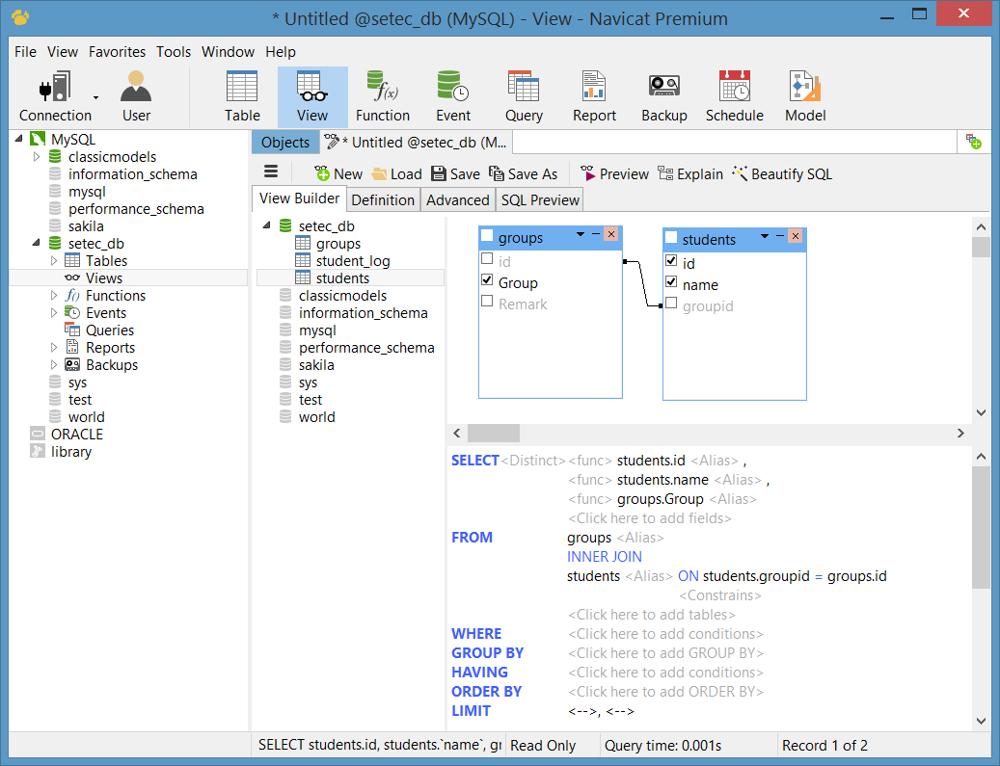 * Untitled @setec_db (MySQL) - View - Navicat Premium
File View Favorites Tools Window Help
Connection User Table View Function Event Query Report Backup Schedule Model
f(x)
MySQL
classicmodels
information_schema
mysql
performance_schema
sakila
setec_db
Tables
Views
Functions
Events
Queries
Reports
Backups
sys
test
world
ORACLE
library
Objects * Untitled @setec_db (M...
New Load Save Save As Preview Explain Beautify SQL
View Builder Definition Advanced SQL Preview
setec_db
groups
student_log
students
classicmodels
information_schema
mysql
performance_schema
sakila
sys
test
world
groups
id
Group
Remark
students
id
name
groupid
SELECT <Distinct> <func> students.id <Alias> ,
<func> students.name <Alias> ,
<func> groups.Group <Alias>
<Click here to add fields>
FROM groups <Alias>
INNER JOIN
students <Alias> ON students.groupid = groups.id
<Constrains>
<Click here to add tables>
WHERE <Click here to add conditions>
GROUP BY <Click here to add GROUP BY>
HAVING <Click here to add conditions>
ORDER BY <Click here to add ORDER BY>
LIMIT <-->, <-->
SELECT students.id, students.`name`, gr Read Only Query time: 0.001s Record 1 of 2